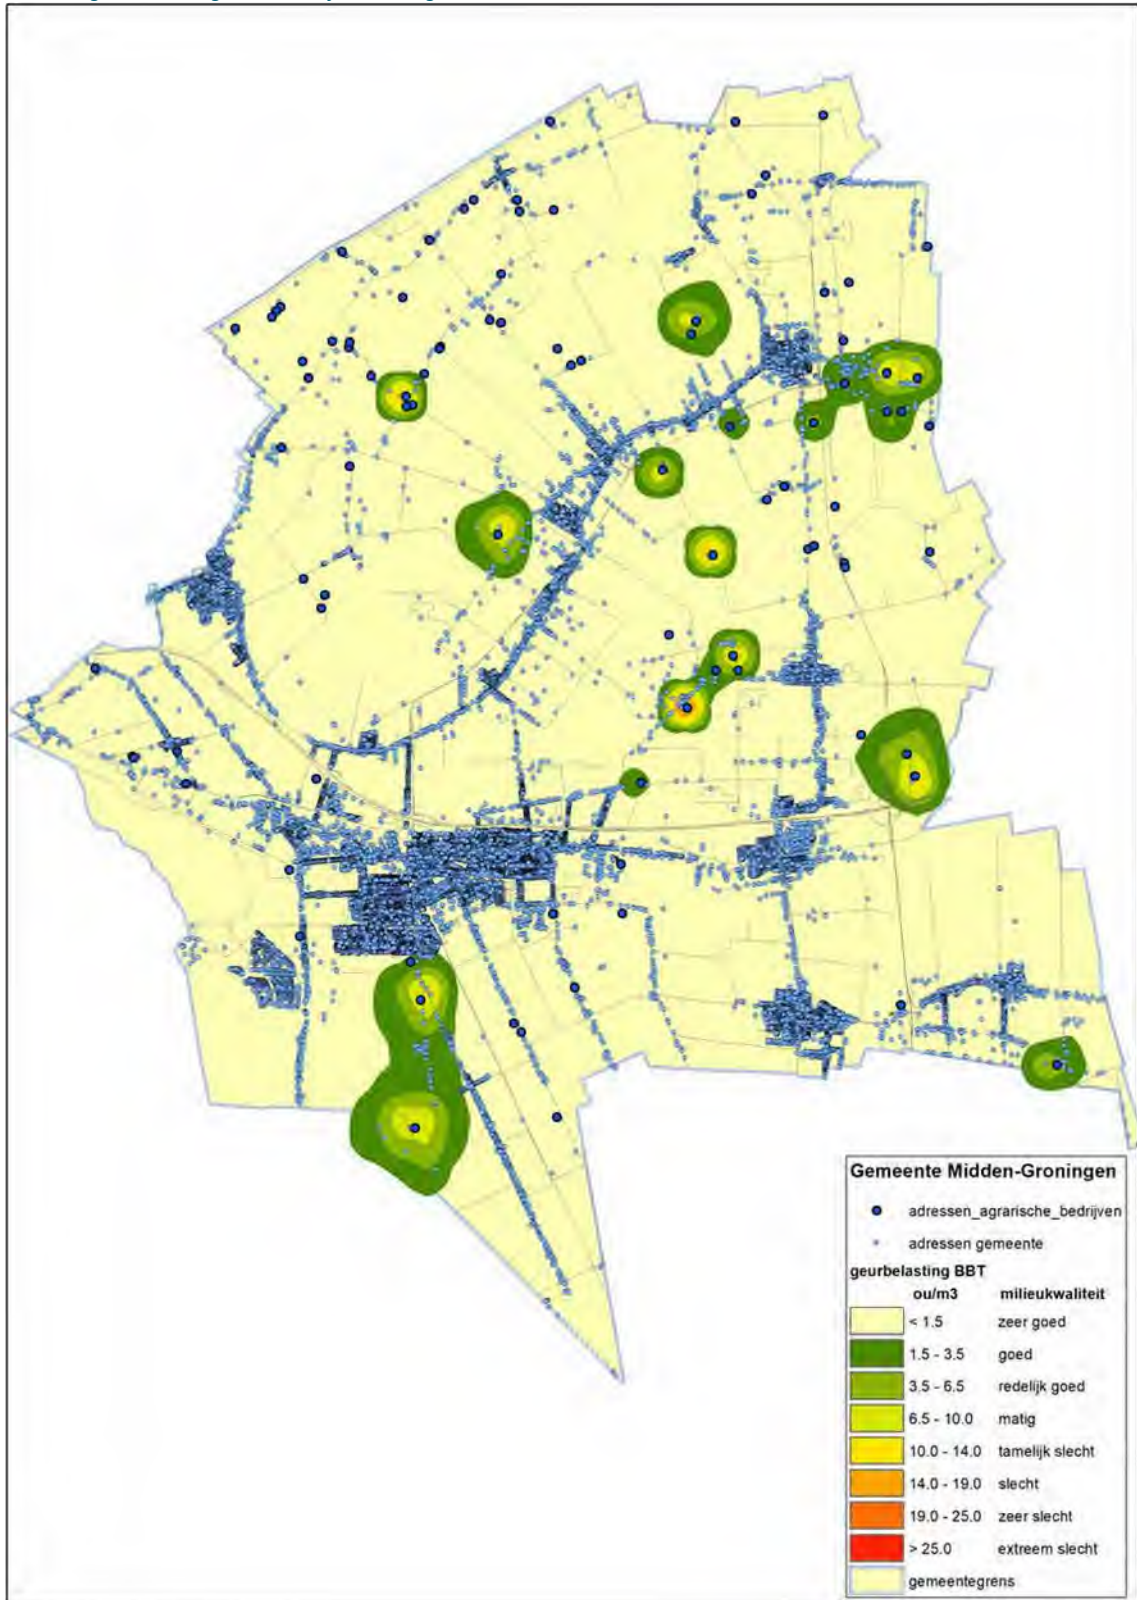 Gemeente Midden-Groningen
adressen_agrarische_bedrijven
adressen gemeente
geurbelasting BBT
ou/m3 milieukwaliteit
< 1.5 zeer goed
1.5 - 3.5 goed
3.5 - 6.5 redelijk goed
6.5 - 10.0 matig
10.0 - 14.0 tamelijk slecht
14.0 - 19.0 slecht
19.0 - 25.0 zeer slecht
> 25.0 extreem slecht
gemeentegrens